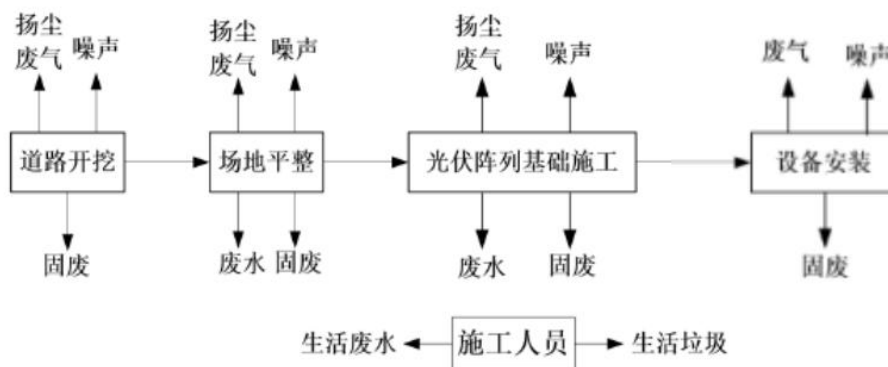 扬尘
废气
噪声
扬尘
废气
噪声
扬尘
废气
噪声
废气
噪声
道路开挖
场地平整
光伏阵列基础施工
设备安装
固废
废水
固废
废水
固废
固废
生活废水
施工人员
生活垃圾